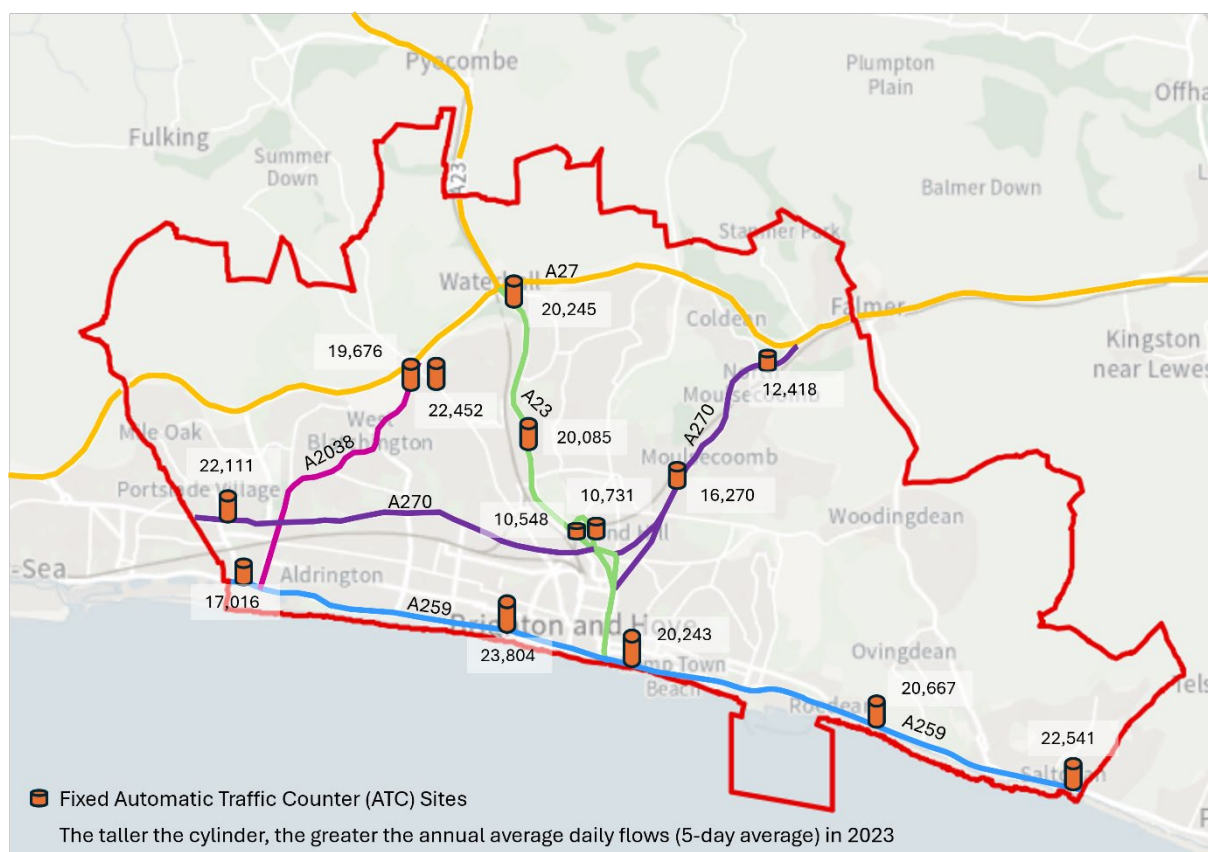 Pyecombe
Plumpton
Plain
Offha
Fulking
Summer
Down
A23
Balmer Down
Stanmer Park
A27
20,245
Coldean
Falmer
Kingston
near Lewes
19,676
22,452
12,418
A23
20,085
A270
Mile Oak
West
A2038
22,111
Portslade Village
A270
Moulsecoomb
16,270
10,731
10,548
Woodingdean
-Sea
Aldrington
17,016
A259
23,804
Brighton and Hove
20,243
Beach
Ovingdean
20,667
A259
22,541
Fixed Automatic Traffic Counter (ATC) Sites
The taller the cylinder, the greater the annual average daily flows (5-day average) in 2023